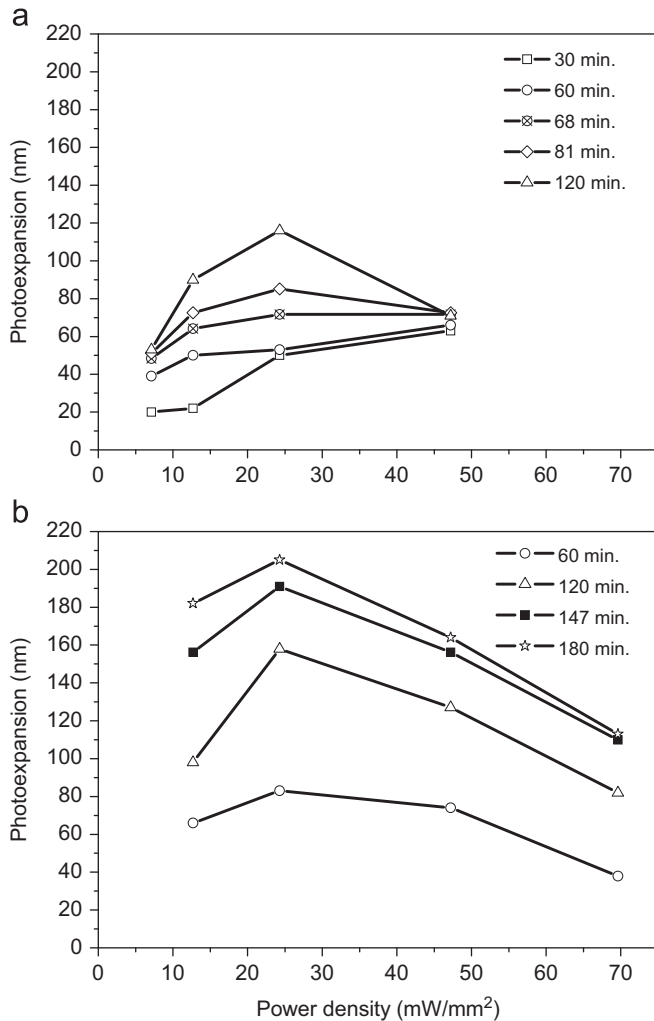 a
220
200
180
160
140
120
100
80
60
40
20
0
Photoexpansion (nm)
30 min.
60 min.
68 min.
81 min.
120 min.
0 10 20 30 40 50 60 70
b
220
200
180
160
140
120
100
80
60
40
20
0
Photoexpansion (nm)
60 min.
120 min.
147 min.
180 min.
0 10 20 30 40 50 60 70
Power density (mW/mm²)